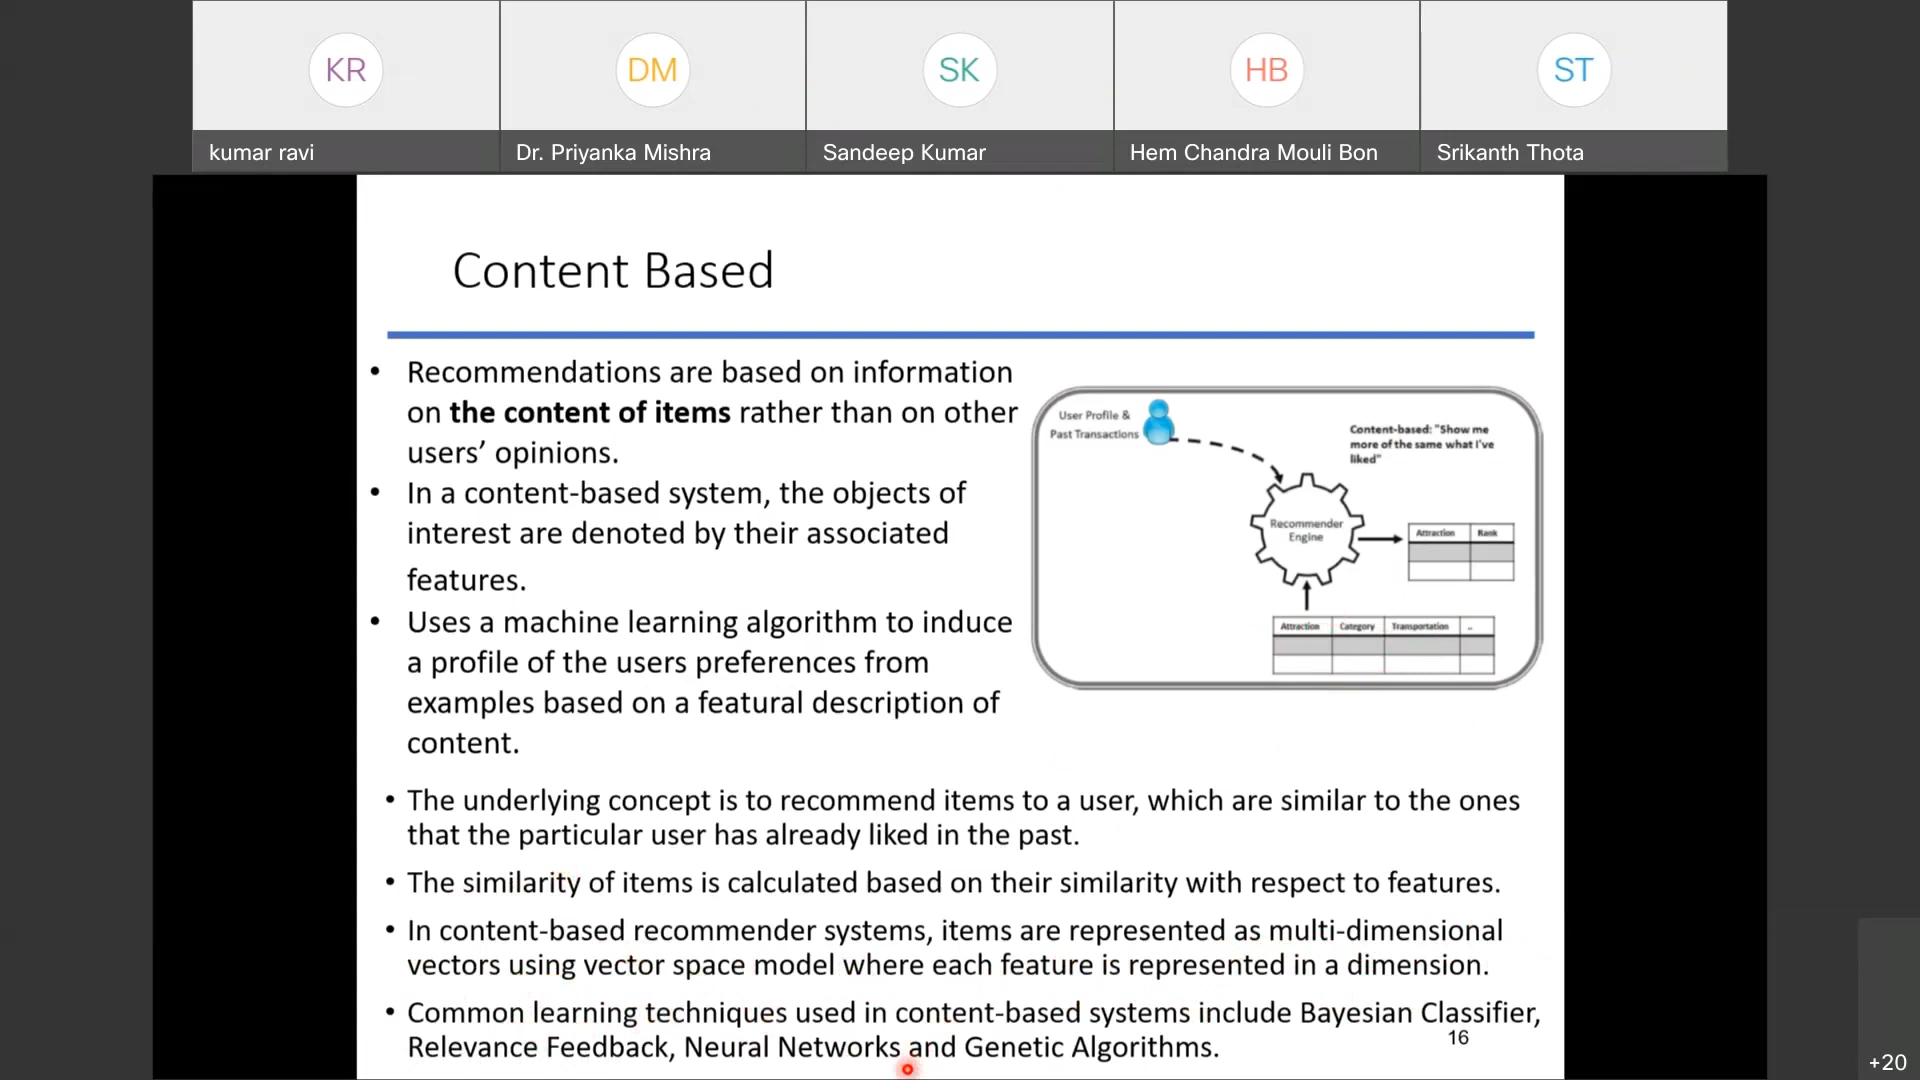 KR
DM
SK
HB
ST
kumar ravi
Dr. Priyanka Mishra
Sandeep Kumar
Hem Chandra Mouli Bon
Srikanth Thota
Content Based
• Recommendations are based on information
on the content of items rather than on other
users’ opinions.
• In a content-based system, the objects of
interest are denoted by their associated
features.
• Uses a machine learning algorithm to induce
a profile of the users preferences from
examples based on a featural description of
content.
User Profile &
Past Transactions
Content-based: "Show me
more of the same what I've
liked"
Recommender
Engine
Attraction Rank
Attraction Category Transportation ..
• The underlying concept is to recommend items to a user, which are similar to the ones
that the particular user has already liked in the past.
• The similarity of items is calculated based on their similarity with respect to features.
• In content-based recommender systems, items are represented as multi-dimensional
vectors using vector space model where each feature is represented in a dimension.
• Common learning techniques used in content-based systems include Bayesian Classifier,
Relevance Feedback, Neural Networks and Genetic Algorithms.
16
+20